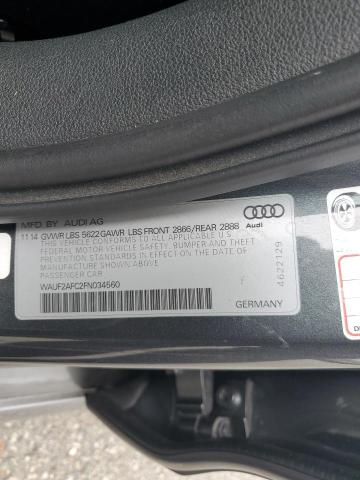 MFD. BY AUDI AG
11 14 GVWR LBS 5622 GAWR LBS FRONT 2866/REAR 2888
THIS VEHICLE CONFORMS TO ALL APPLICABLE U.S.
FEDERAL MOTOR VEHICLE SAFETY, BUMPER, AND THEFT
PREVENTION STANDARDS IN EFFECT ON THE DATE OF
MANUFACTURE SHOWN ABOVE
PASSENGER CAR
WAUF2AFC2FN034560
Audi
4622129
GERMANY